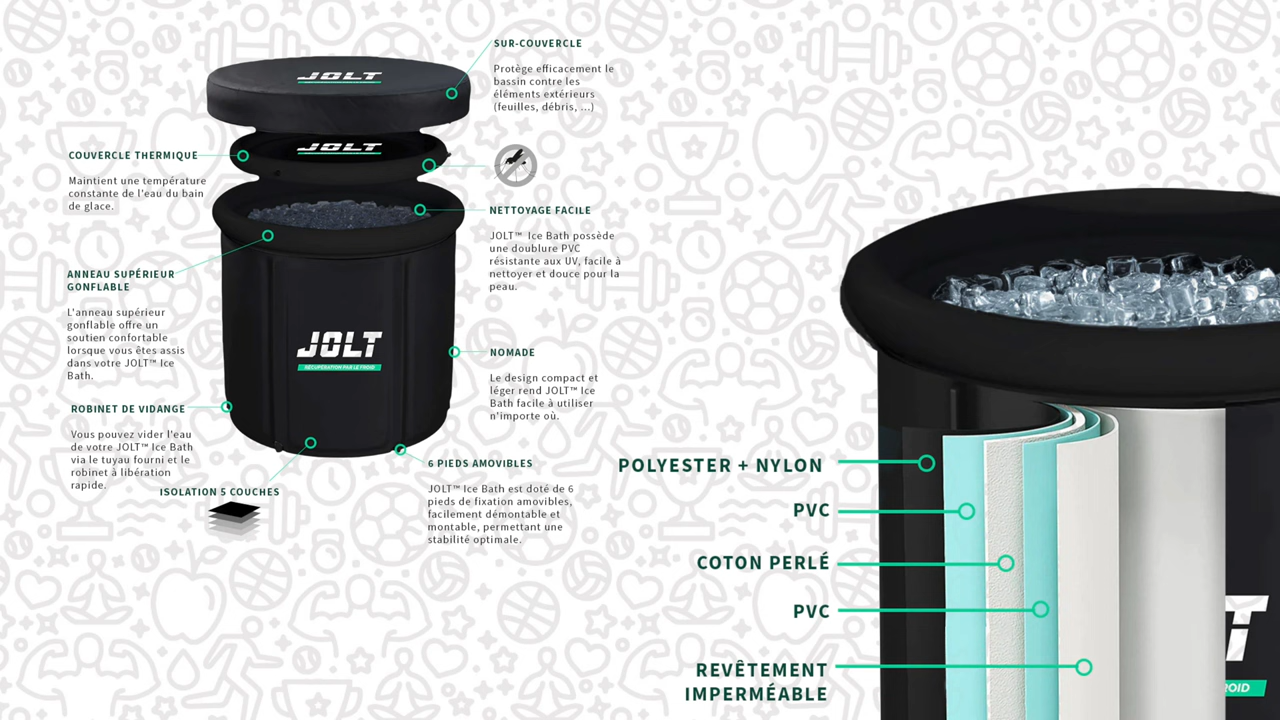 JOLT
JOLT
SUR-COUVERCLE
Protège efficacement le
bassin contre les
éléments extérieurs
(feuilles, débris, ...)
COUVERCLE THERMIQUE
Maintient une température
constante de l'eau du bain
de glace.
NETTOYAGE FACILE
JOLT™ Ice Bath possède
une doublure PVC
résistante aux UV, facile à
nettoyer et douce pour la
peau.
ANNEAU SUPÉRIEUR
GONFLABLE
L'anneau supérieur
gonflable offre un
soutien confortable
lorsque vous êtes assis
dans votre JOLT™ Ice
Bath.
JOLT
RÉCUPÉRATION PAR LE FROID
NOMADE
Le design compact et
léger rend JOLT™ Ice
Bath facile à utiliser
n'importe où.
ROBINET DE VIDANGE
Vous pouvez vider l'eau
de votre JOLT™ Ice Bath
via le tuyau fourni et le
robinet à libération
rapide.
ISOLATION 5 COUCHES
6 PIEDS AMOVIBLES
JOLT™ Ice Bath est doté de 6
pieds de fixation amovibles,
facilement démontable et
montable, permettant une
stabilité optimale.
POLYESTER + NYLON
PVC
COTON PERLÉ
PVC
REVÊTEMENT
IMPERMÉABLE
LT
ROID